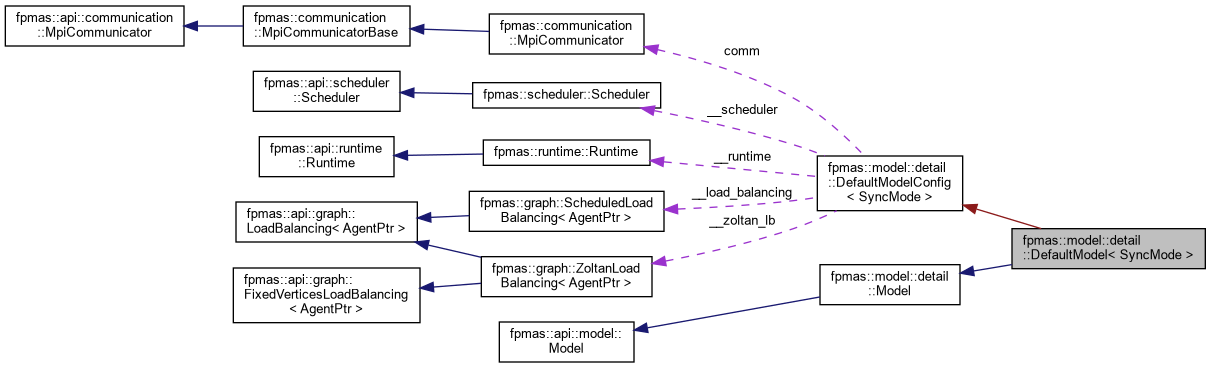 fpmas::api::communication
::MpiCommunicator
fpmas::communication
::MpiCommunicatorBase
fpmas::communication
::MpiCommunicator
comm
fpmas::api::scheduler
::Scheduler
fpmas::scheduler::Scheduler
__scheduler
fpmas::api::runtime
::Runtime
fpmas::runtime::Runtime
__runtime
fpmas::model::detail
::DefaultModelConfig
< SyncMode >
fpmas::api::graph::
LoadBalancing< AgentPtr >
fpmas::graph::ScheduledLoad
Balancing< AgentPtr >
__load_balancing
__zoltan_lb
fpmas::model::detail
::DefaultModel< SyncMode >
fpmas::api::graph::
FixedVerticesLoadBalancing
< AgentPtr >
fpmas::graph::ZoltanLoad
Balancing< AgentPtr >
fpmas::model::detail
::Model
fpmas::api::model::
Model